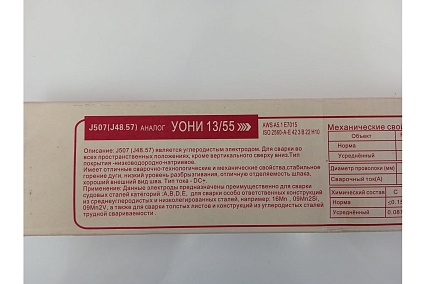 J507(J48.57) АНАЛОГ УОНИ 13/55
AWS A5.1 E7015
ISO 2560-A-E 42 3 B 22 H10
Описание: J507 (J48.57) является углеродистым электродом. Для сварки во
всех пространственных положениях, кроме вертикального сверху вниз.Тип
покрытия -низководородно-натриевое.
Имеет отличные сварочно-технологические и механические свойства,стабильное
горение дуги, низкий уровень разбрызгивания, отличную отделяемость шлака,
хороший внешний вид шва. Тип тока - DC+.
Применение: Данные электроды предназначены преимущественно для сварки
судовых сталей категорий :A,B,D,E, для сварки особо ответственных конструкций
из среднеуглеродистых и низколегированных сталей, например: 16Mn , 09Mn2Si,
09Mn2V, а также для сварки толстых листов и конструкций из углеродистых сталей
трудной свариваемости.
Механические свой
Норма
Усреднённый
Диаметр проволоки (мм)
Сварочный ток(А)
Химический состав C
Норма
Усреднённый